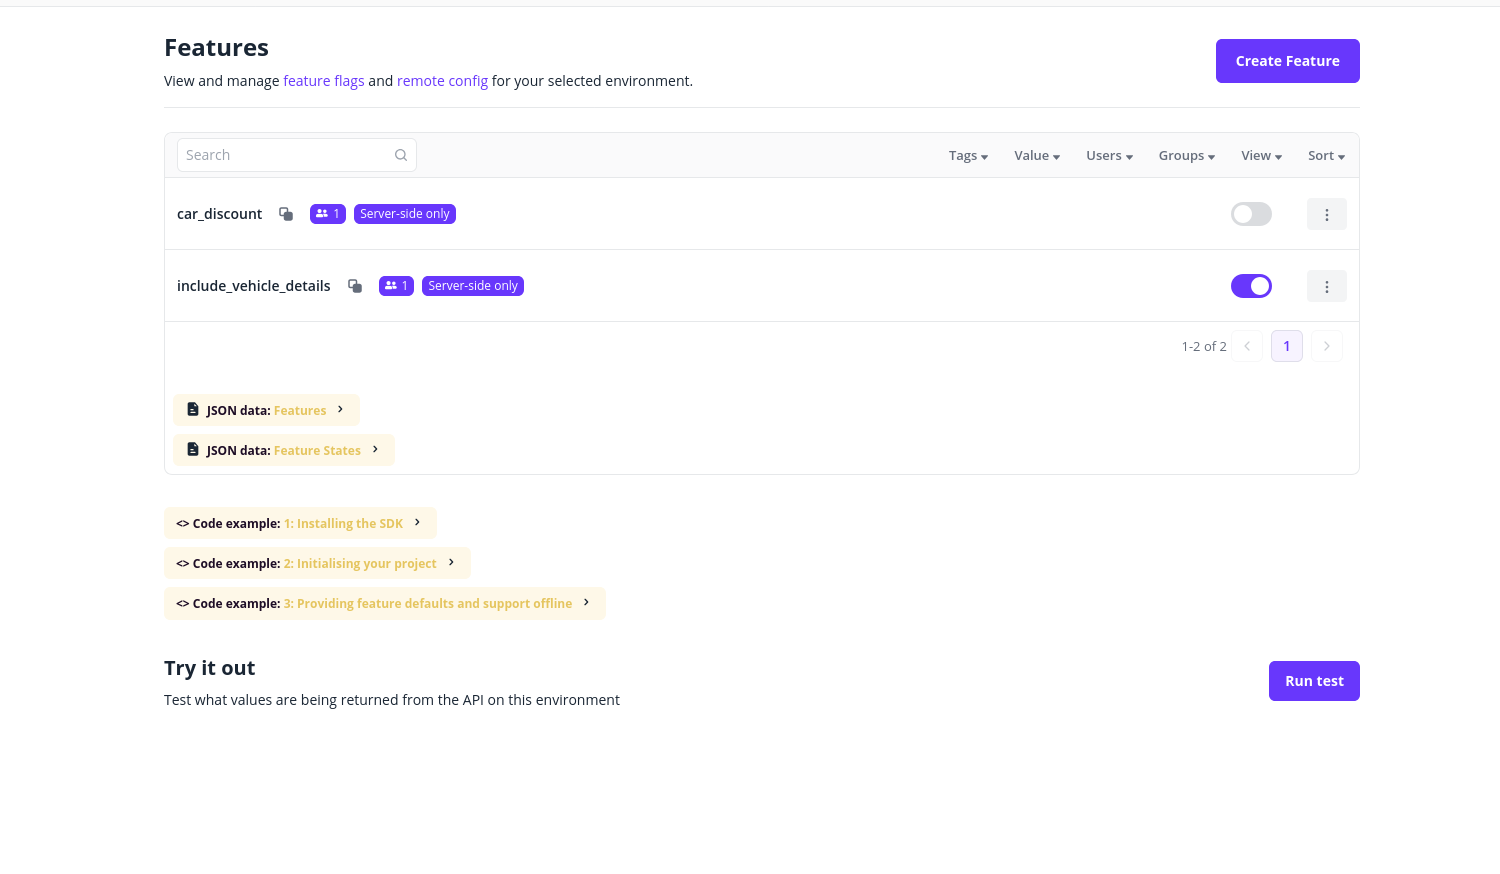 Features
Create Feature
View and manage feature flags and remote config for your selected environment.
Search
Tags Value Users Groups View Sort
car_discount 1 Server-side only
include_vehicle_details 1 Server-side only
1-2 of 2 1
JSON data: Features
JSON data: Feature States
<> Code example: 1: Installing the SDK
<> Code example: 2: Initialising your project
<> Code example: 3: Providing feature defaults and support offline
Try it out
Run test
Test what values are being returned from the API on this environment